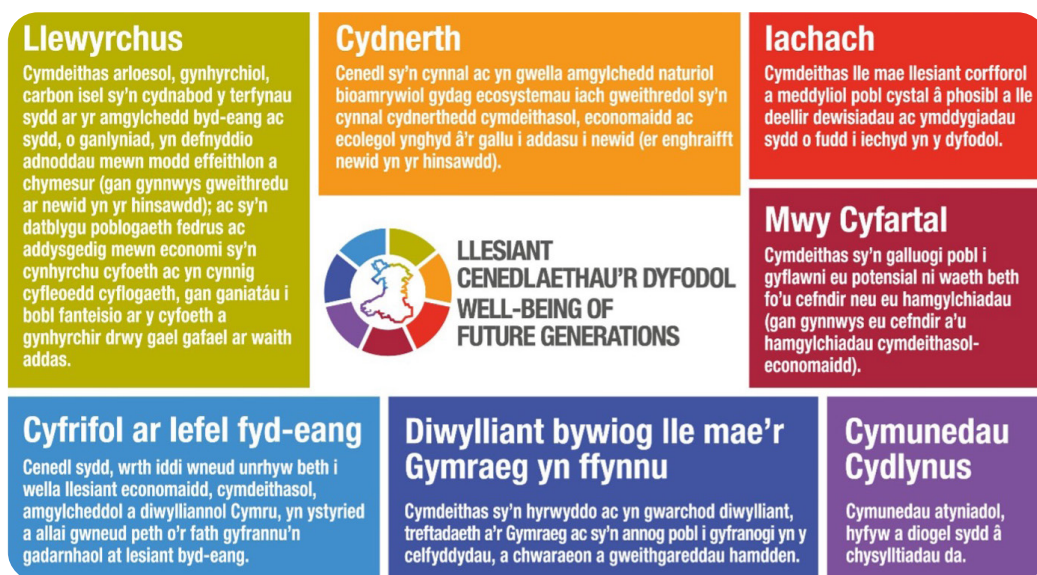 Llewyrchus
Cymdeithas arloesol, gynhyrchiol,
carbon isel sy'n cydnabod y terfynau
sydd ar yr amgylchedd byd-eang ac
sydd, o ganlyniad, yn defnyddio
adnoddau mewn modd effeithlon a
chymesur (gan gynnwys gweithredu
ar newid yn yr hinsawdd); ac sy'n
datblygu poblogaeth fedrus ac
addysgedig mewn economi sy'n
cynhyrchu cyfoeth ac yn cynnig
cyfleoedd cyflogaeth, gan ganiatáu i
bobl fanteisio ar y cyfoeth a
gynhyrchir drwy gael gafael ar waith
addas.
Cydnerth
Cenedl sy'n cynnal ac yn gwella amgylchedd naturiol
bioamrywiol gydag ecosystemau iach gweithredol sy'n
cynnal cydnerthedd cymdeithasol, economaidd ac
ecolegol ynghyd â'r gallu i addasu i newid (er enghraifft
newid yn yr hinsawdd).
Iachach
Cymdeithas lle mae llesiant corfforol
a meddyliol pobl cystal â phosibl a lle
deellir dewisiadau ac ymddygiadau
sydd o fudd i iechyd yn y dyfodol.
LLESIANT
CENEDLAETHAU'R DYFODOL
WELL-BEING OF
FUTURE GENERATIONS
Mwy Cyfartal
Cymdeithas sy'n galluogi pobl i
gyflawni eu potensial ni waeth beth
fo'u cefndir neu eu hamgylchiadau
(gan gynnwys eu cefndir a'u
hamgylchiadau cymdeithasol-
economaidd).
Cyfrifol ar lefel fyd-eang
Cenedl sydd, wrth iddi wneud unrhyw beth i
wella llesiant economaidd, cymdeithasol,
amgylcheddol a diwylliannol Cymru, yn ystyried
a allai gwneud peth o'r fath gyfrannu'n
gadarnhaol at lesiant byd-eang.
Diwylliant bywiog lle mae'r
Gymraeg yn ffynnu
Cymdeithas sy'n hyrwyddo ac yn gwarchod diwylliant,
treftadaeth a'r Gymraeg ac sy'n annog pobl i gyfranogi yn y
celfyddydau, a chwaraeon a gweithgareddau hamdden.
Cymunedau
Cydlynus
Cymunedau atyniadol,
hyfyw a diogel sydd â
chysylltiadau da.